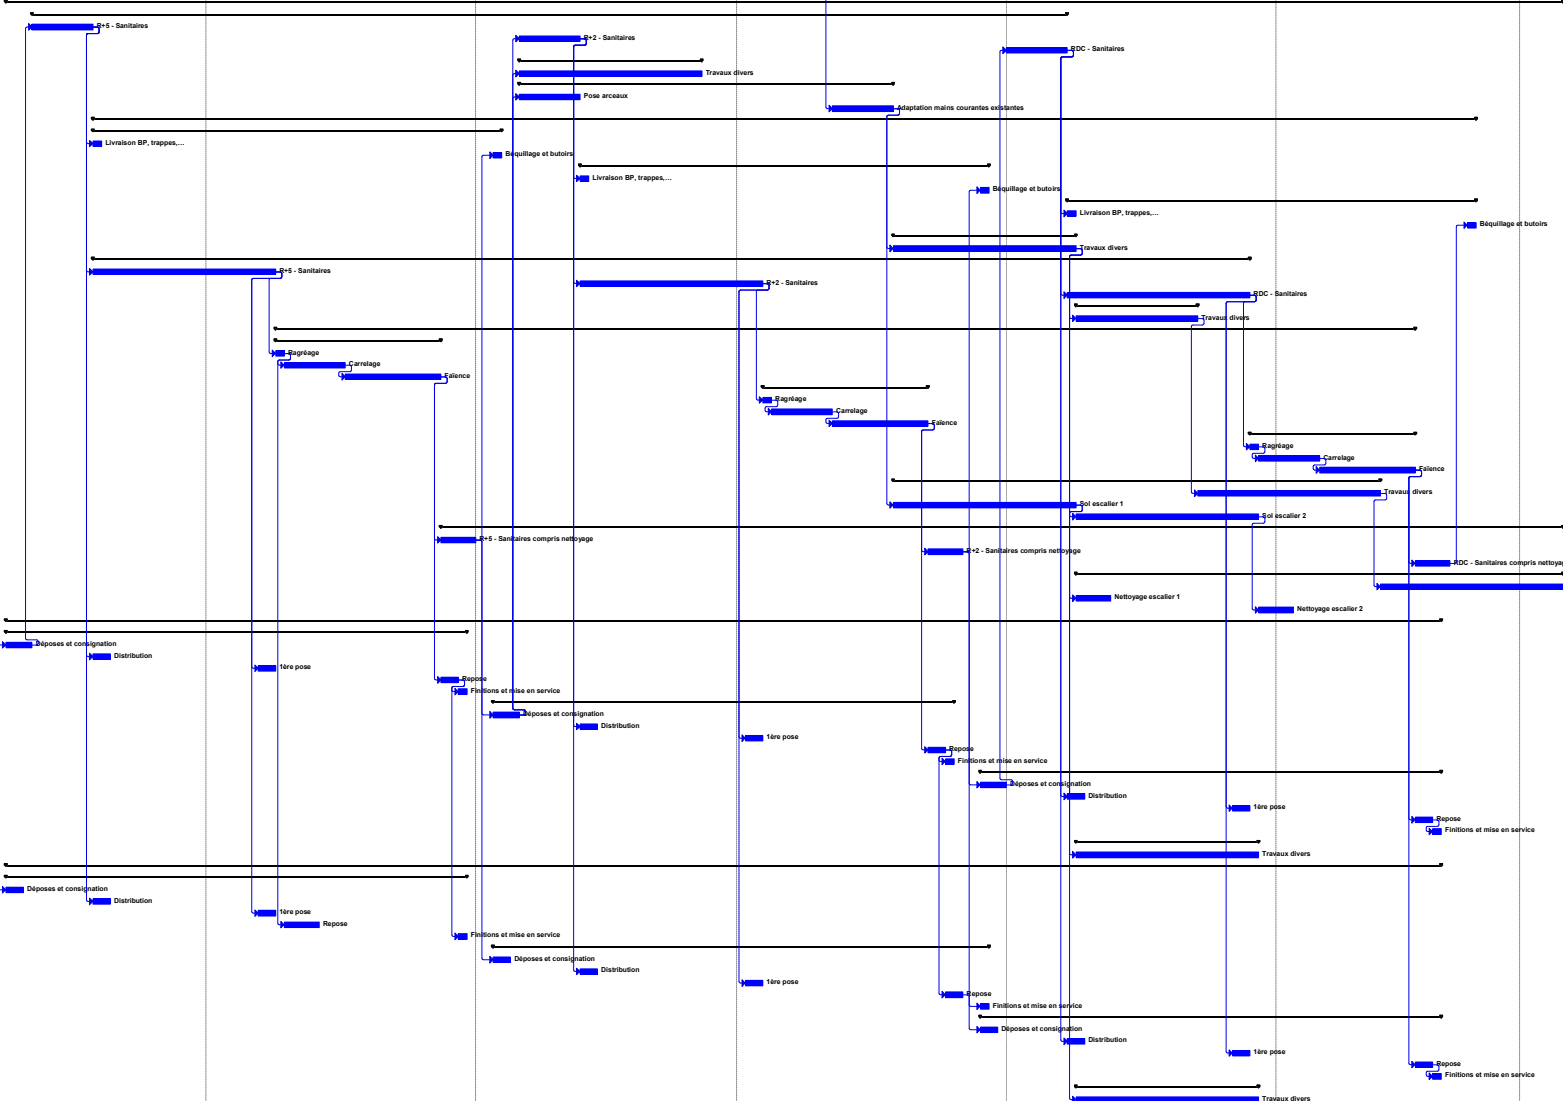 R+5 - Sanitaires
R+2 - Sanitaires
RDC - Sanitaires
Travaux divers
Pose arceaux
Adaptation mains courantes existantes
Livraison BP, trappes,...
Béquillage et butoirs
Livraison BP, trappes,...
Béquillage et butoirs
Livraison BP, trappes,...
Béquillage et butoirs
Travaux divers
R+5 - Sanitaires
R+2 - Sanitaires
RDC - Sanitaires
Travaux divers
Ragréage
Carrelage
Faïence
Ragréage
Carrelage
Faïence
Ragréage
Carrelage
Faïence
Travaux divers
Sol escalier 1
Sol escalier 2
R+5 - Sanitaires compris nettoyage
R+2 - Sanitaires compris nettoyage
RDC - Sanitaires compris nettoyag
Nettoyage escalier 1
Nettoyage escalier 2
Déposes et consignation
Distribution
1ère pose
Repose
Finitions et mise en service
Déposes et consignation
Distribution
1ère pose
Repose
Finitions et mise en service
Déposes et consignation
Distribution
1ère pose
Repose
Finitions et mise en service
Travaux divers
Déposes et consignation
Distribution
1ère pose
Repose
Finitions et mise en service
Déposes et consignation
Distribution
1ère pose
Repose
Finitions et mise en service
Déposes et consignation
Distribution
1ère pose
Repose
Finitions et mise en service
Travaux divers